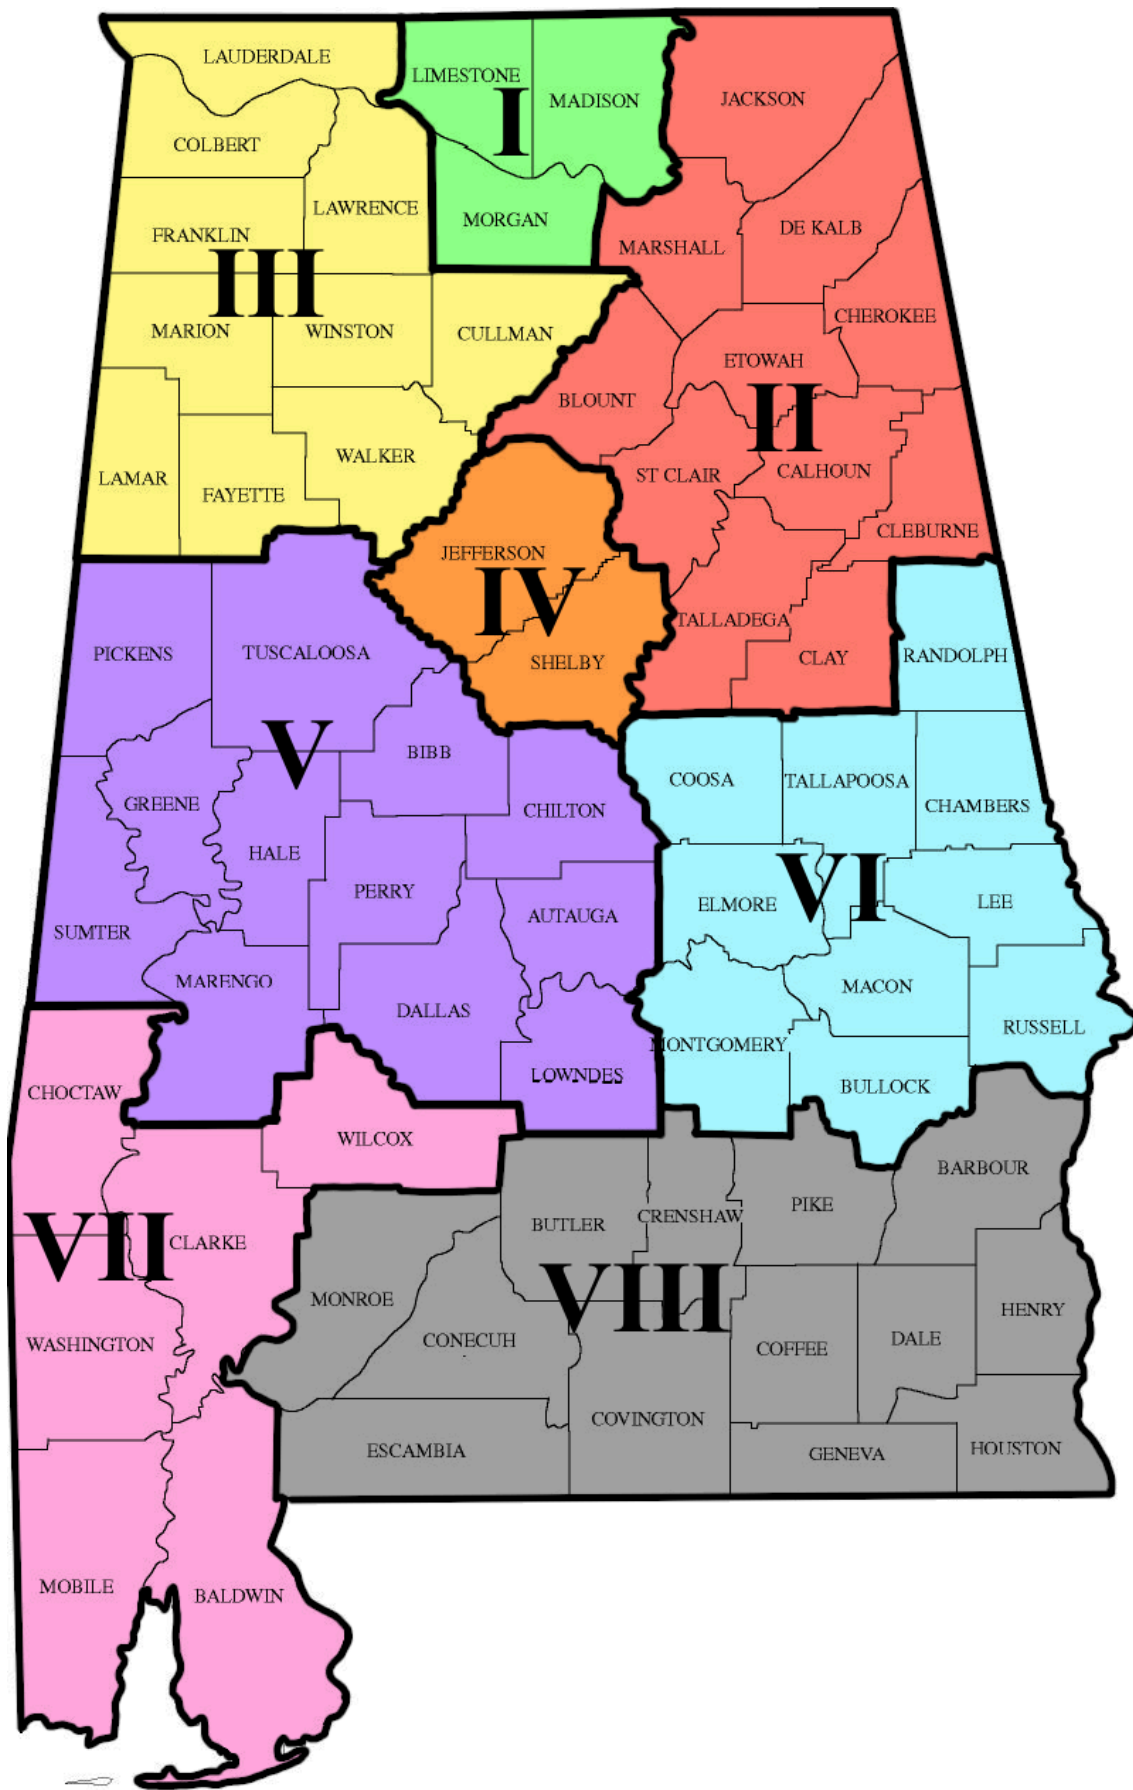 LAUDERDALE
LIMESTONE
MADISON
JACKSON
I
COLBERT
LAWRENCE
MORGAN
FRANKLIN
DE KALB
MARSHALL
III
CHEROKEE
MARION
WINSTON
CULLMAN
ETOWAH
BLOUNT
II
WALKER
ST CLAIR
CALHOUN
LAMAR
FAYETTE
CLEBURNE
JEFFERSON
IV
TALLADEGA
PICKENS
TUSCALOOSA
SHELBY
CLAY
RANDOLPH
V
BIBB
COOSA
TALLAPOOSA
GREENE
CHILTON
CHAMBERS
HALE
PERRY
VI
ELMORE
LEE
AUTAUGA
SUMTER
MARENGO
MACON
DALLAS
RUSSELL
MONTGOMERY
LOWNDES
CHOCTAW
BULLOCK
WILCOX
BARBOUR
PIKE
CRENSHAW
BUTLER
VII
CLARKE
VIII
MONROE
HENRY
CONECUH
DALE
WASHINGTON
COFFEE
COVINGTON
ESCAMBIA
GENEVA
HOUSTON
MOBILE
BALDWIN